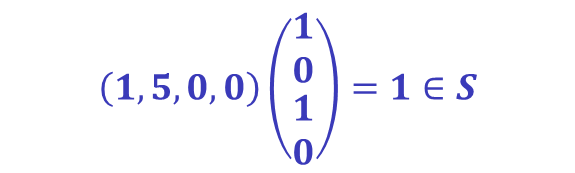 (1, 5, 0, 0) (1 0 1 0) = 1 ∈ S